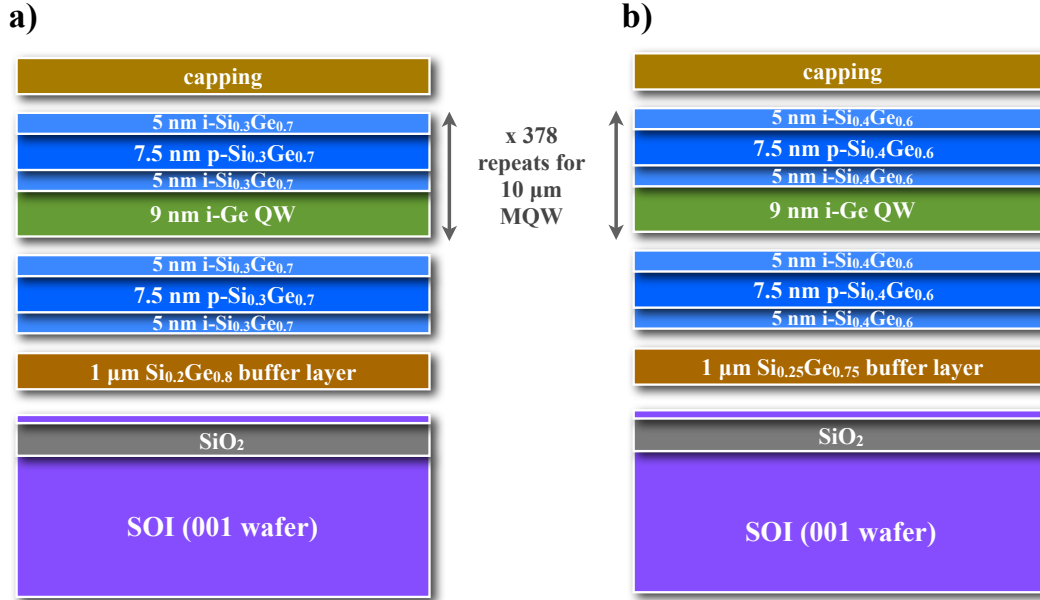 a)
capping
5 nm i-Si₀.₃Ge₀.₇
7.5 nm p-Si₀.₃Ge₀.₇
5 nm i-Si₀.₃Ge₀.₇
9 nm i-Ge QW
5 nm i-Si₀.₃Ge₀.₇
7.5 nm p-Si₀.₃Ge₀.₇
5 nm i-Si₀.₃Ge₀.₇
1 µm Si₀.₂Ge₀.₈ buffer layer
SiO₂
SOI (001 wafer)
x 378
repeats for
10 µm
MQW
b)
capping
5 nm i-Si₀.₄Ge₀.₆
7.5 nm p-Si₀.₄Ge₀.₆
5 nm i-Si₀.₄Ge₀.₆
9 nm i-Ge QW
5 nm i-Si₀.₄Ge₀.₆
7.5 nm p-Si₀.₄Ge₀.₆
5 nm i-Si₀.₄Ge₀.₆
1 µm Si₀.₂₅Ge₀.₇₅ buffer layer
SiO₂
SOI (001 wafer)